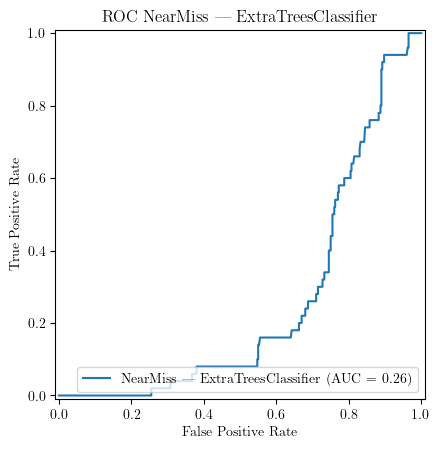 ROC NearMiss — ExtraTreesClassifier
True Positive Rate
1.0
0.8
0.6
0.4
0.2
0.0
NearMiss — ExtraTreesClassifier (AUC = 0.26)
0.0 0.2 0.4 0.6 0.8 1.0
False Positive Rate